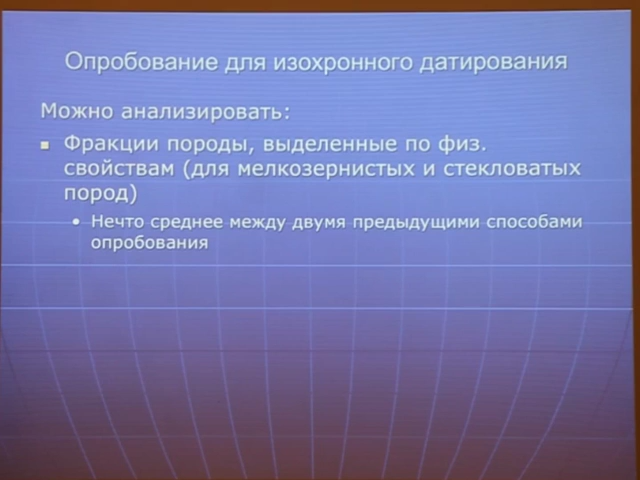 Опробование для изохронного датирования
Можно анализировать:
Фракции породы, выделенные по физ.
свойствам (для мелкозернистых и стекловатых
пород)
Нечто среднее между двумя предыдущими способами
опробования